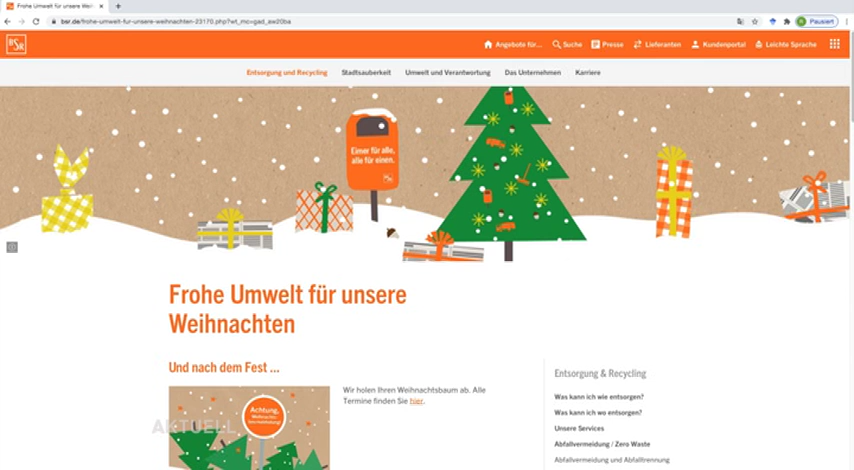 Frohe Umwelt für unsere Wei
bsr.de/frohe-umwelt-fur-unsere-weihnachten-23170.php?wt_mc=gad_aw20ba
Pausiert
BSR
Angebote für...
Suche
Presse
Lieferanten
Kundenportal
Leichte Sprache
Entsorgung und Recycling
Stadtsauberkeit
Umwelt und Verantwortung
Das Unternehmen
Karriere
Eimer für alle,
alle für einen.
BSR
Frohe Umwelt für unsere
Weihnachten
Und nach dem Fest ...
Wir holen Ihren Weihnachtsbaum ab. Alle
Termine finden Sie hier.
Achtung,
AKTUELL
Entsorgung & Recycling
Was kann ich wie entsorgen?
Was kann ich wo entsorgen?
Unsere Services
Abfallvermeidung / Zero Waste
Abfallvermeidung und Abfalltrennung